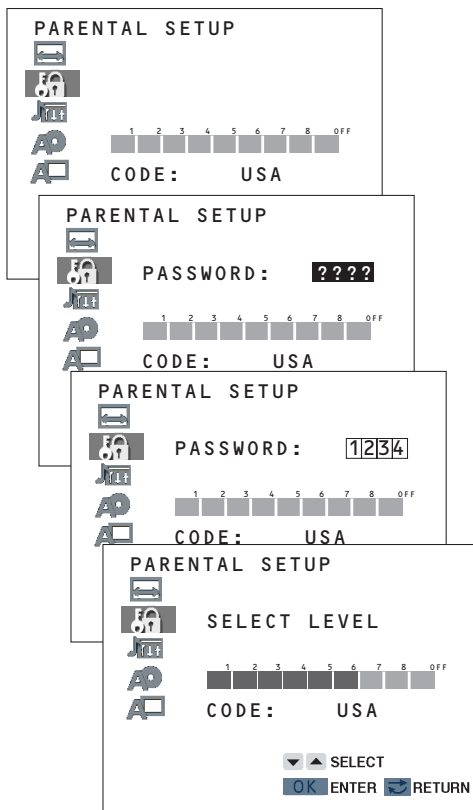 PARENTAL SETUP
1 2 3 4 5 6 7 8 OFF
CODE: USA
PARENTAL SETUP
PASSWORD: ????
1 2 3 4 5 6 7 8 OFF
CODE: USA
PARENTAL SETUP
PASSWORD: 1234
1 2 3 4 5 6 7 8 OFF
CODE: USA
PARENTAL SETUP
SELECT LEVEL
1 2 3 4 5 6 7 8 OFF
CODE: USA
SELECT
OK ENTER RETURN